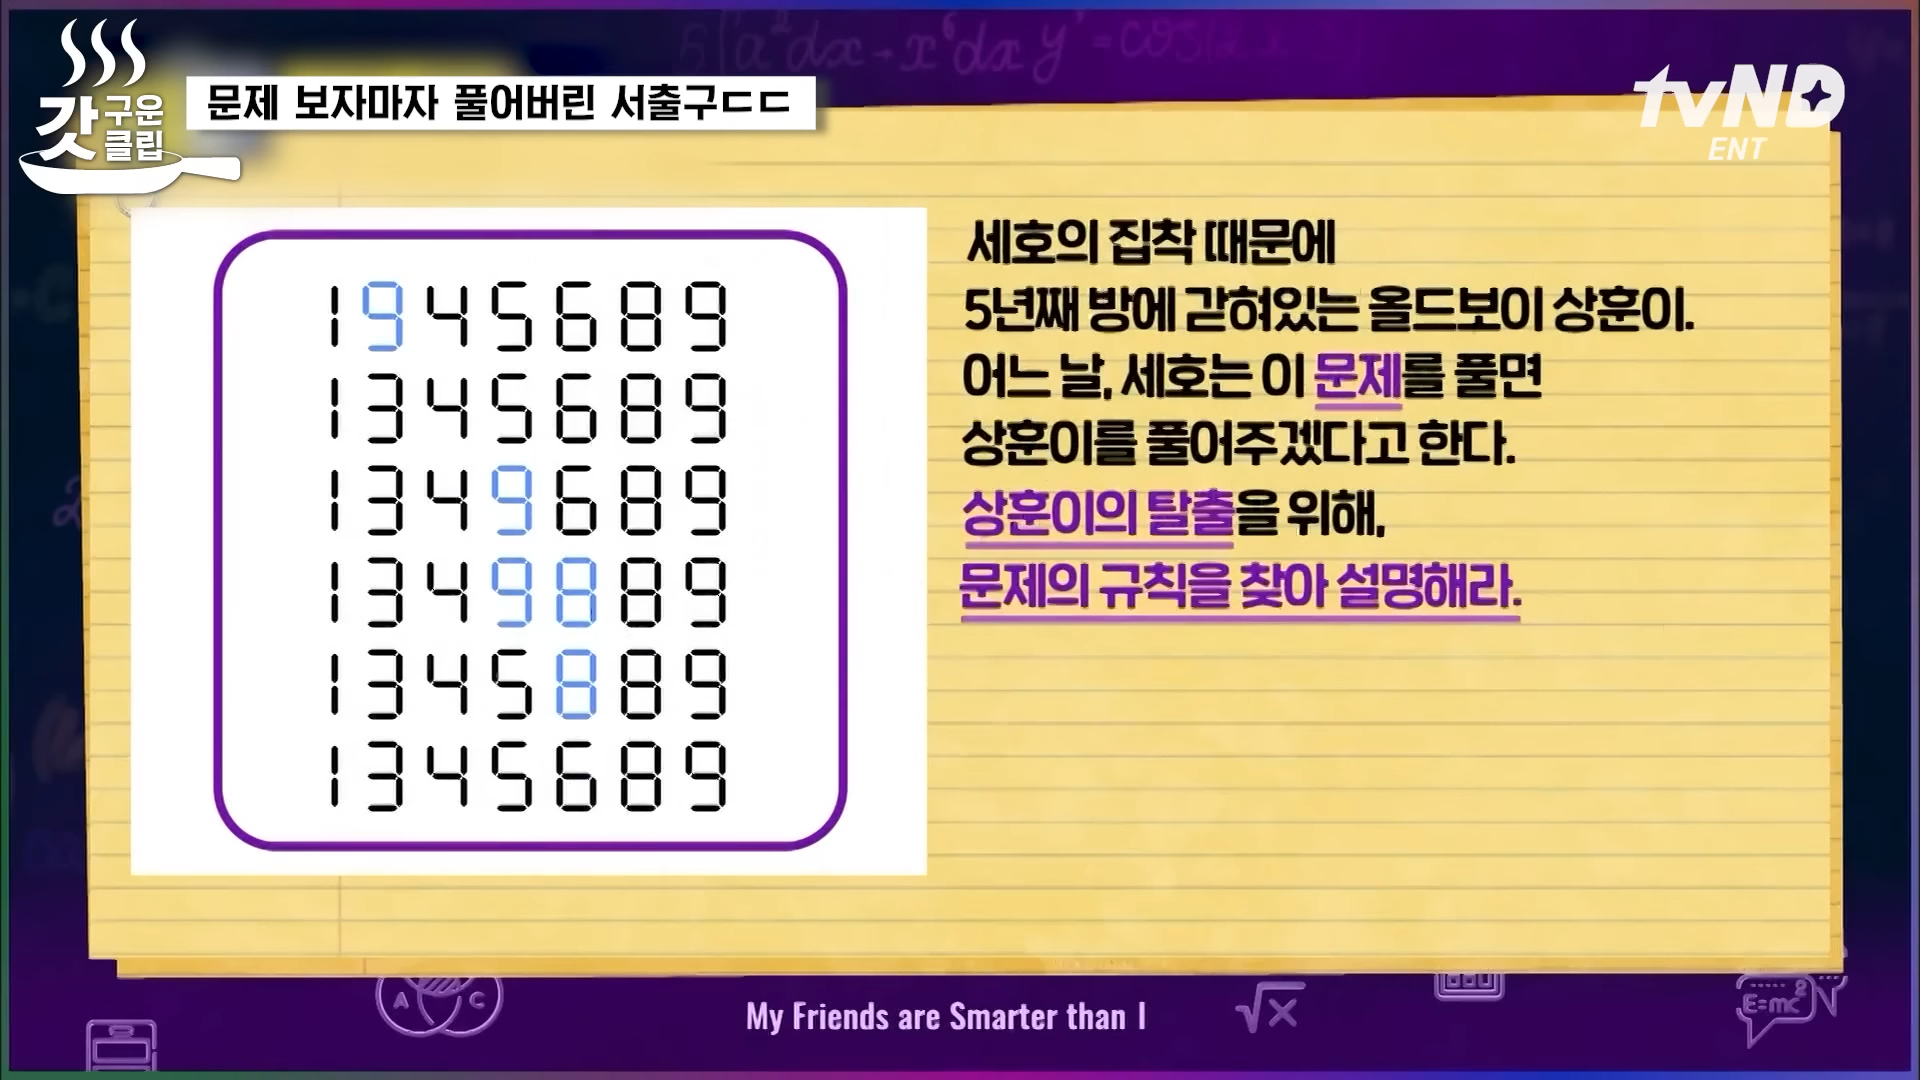 갓구운클립
문제 보자마자 풀어버린 서출구ㄷㄷ
tvND
ENT
1945689
1345689
1349689
1349889
1345889
1345689
세호의 집착 때문에
5년째 방에 갇혀있는 올드보이 상훈이.
어느 날, 세호는 이 문제를 풀면
상훈이를 풀어주겠다고 한다.
상훈이의 탈출을 위해,
문제의 규칙을 찾아 설명해라.
A C
My Friends are Smarter than I
√x
E=mc²